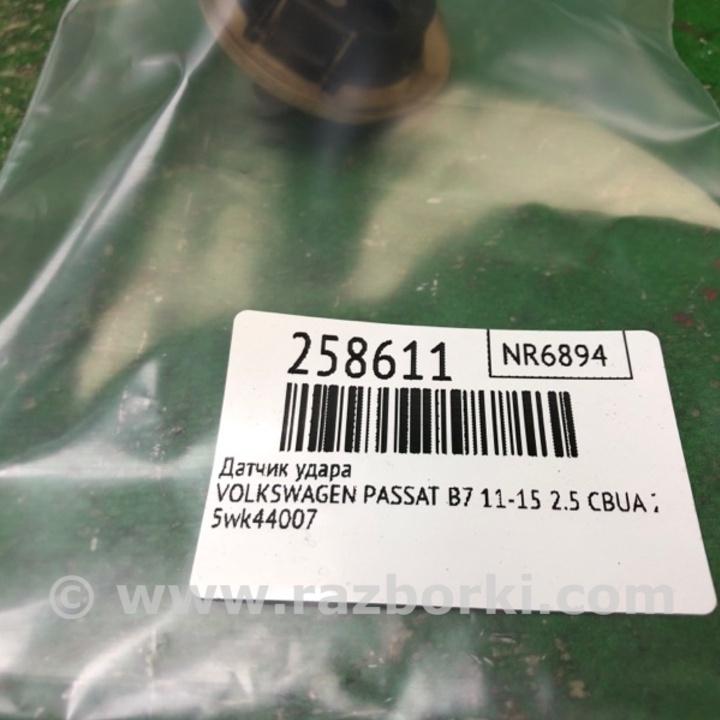 258611
NR6894
Датчик удара
VOLKSWAGEN PASSAT B7 11-15 2.5 CBUA
5wk44007
© www.razborki.com